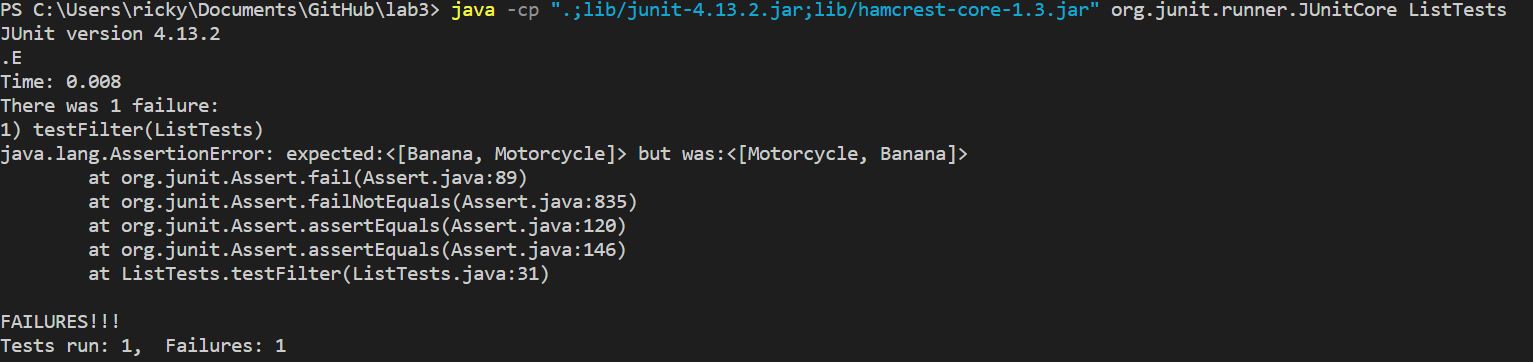 PS C:\Users\ricky\Documents\GitHub\lab3> java -cp ".;lib/junit-4.13.2.jar;lib/hamcrest-core-1.3.jar" org.junit.runner.JUnitCore ListTests
JUnit version 4.13.2
.E
Time: 0.008
There was 1 failure:
1) testFilter(ListTests)
java.lang.AssertionError: expected:<[Banana, Motorcycle]> but was:<[Motorcycle, Banana]>
        at org.junit.Assert.fail(Assert.java:89)
        at org.junit.Assert.failNotEquals(Assert.java:835)
        at org.junit.Assert.assertEquals(Assert.java:120)
        at org.junit.Assert.assertEquals(Assert.java:146)
        at ListTests.testFilter(ListTests.java:31)

FAILURES!!!
Tests run: 1,  Failures: 1